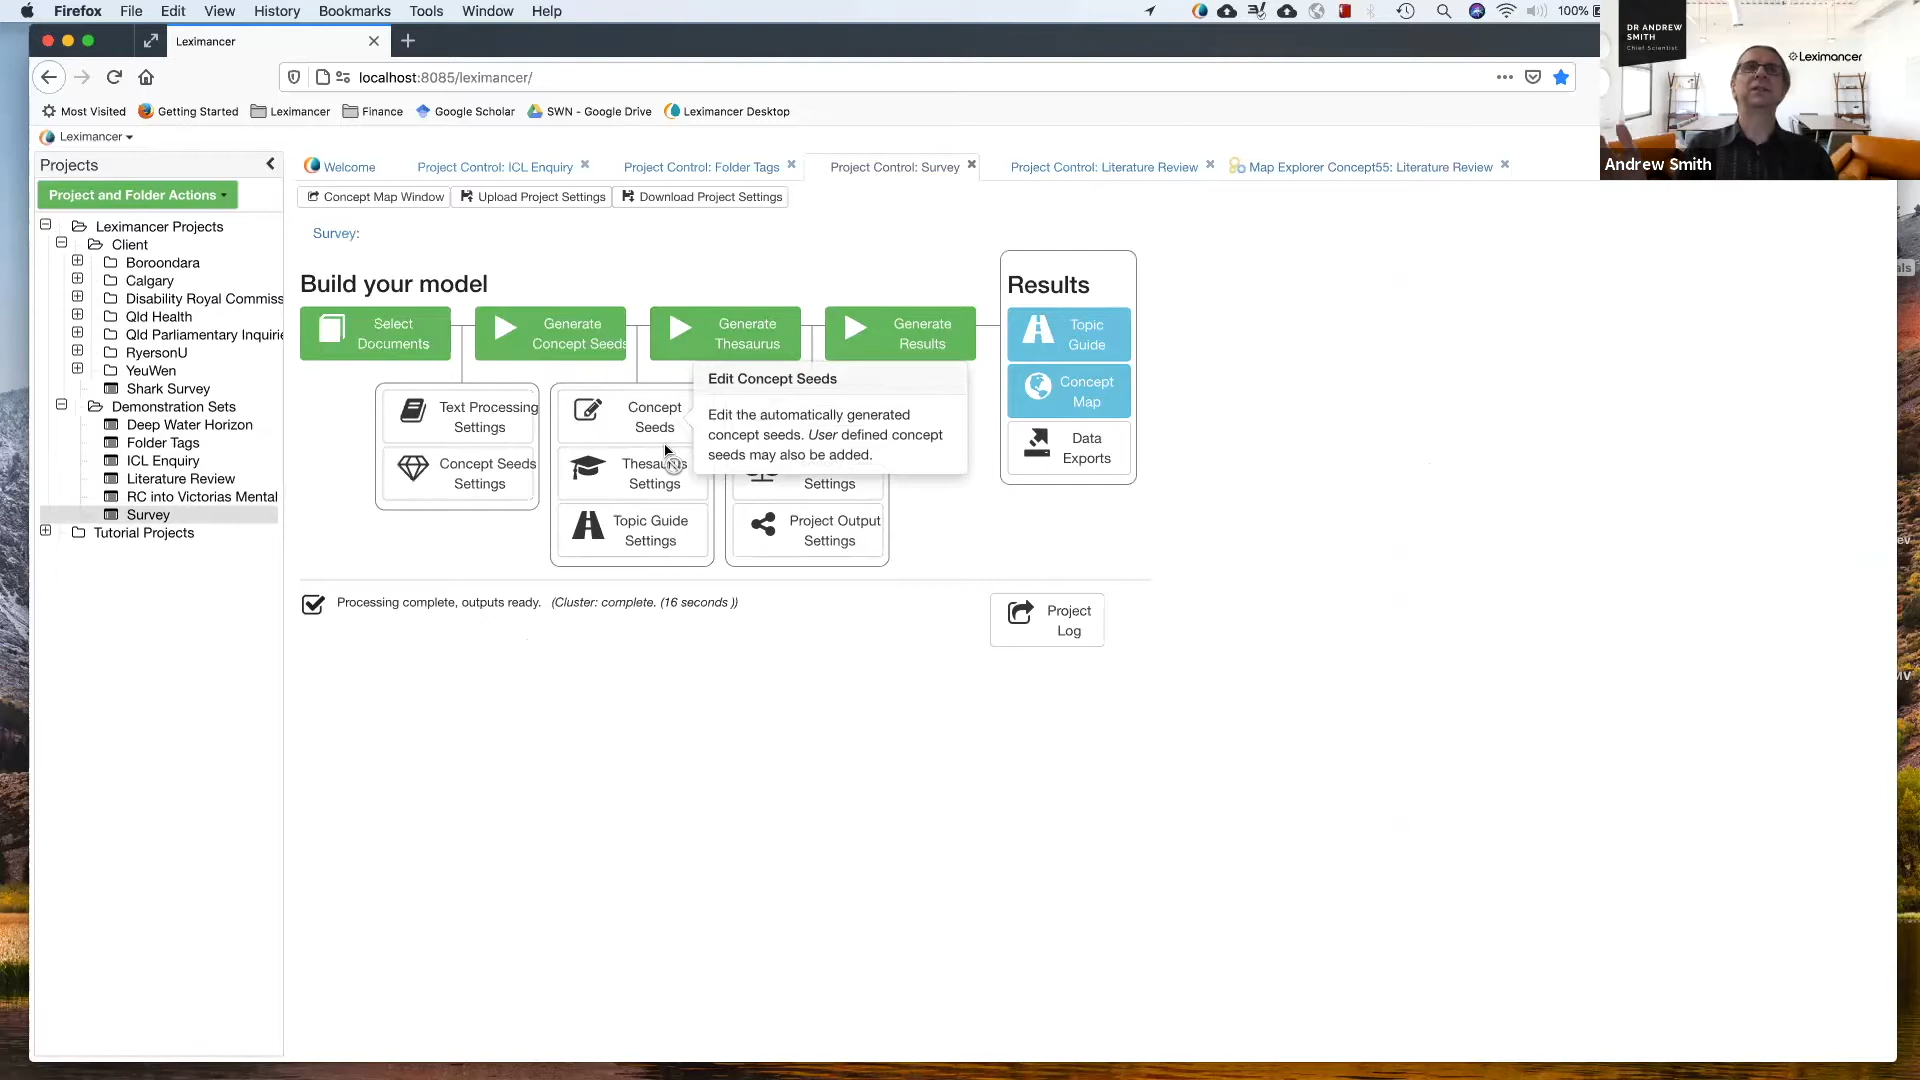 Firefox File Edit View History Bookmarks Tools Window Help
100%
Leximancer
localhost:8085/leximancer/
Most Visited Getting Started Leximancer Finance Google Scholar SWN - Google Drive Leximancer Desktop
Leximancer
Projects
Project and Folder Actions
Leximancer Projects
Client
Boroondara
Calgary
Disability Royal Commiss
Qld Health
Qld Parliamentary Inquirie
RyersonU
YeuWen
Shark Survey
Demonstration Sets
Deep Water Horizon
Folder Tags
ICL Enquiry
Literature Review
RC into Victorias Mental
Survey
Tutorial Projects
Welcome Project Control: ICL Enquiry Project Control: Folder Tags Project Control: Survey Project Control: Literature Review Map Explorer Concept55: Literature Review
Concept Map Window Upload Project Settings Download Project Settings
Survey:
Build your model
Select
Documents
Generate
Concept Seeds
Generate
Thesaurus
Generate
Results
Text Processing
Settings
Concept Seeds
Settings
Concept
Seeds
Thesaurus
Settings
Topic Guide
Settings
Edit Concept Seeds
Edit the automatically generated
concept seeds. User defined concept
seeds may also be added.
Settings
Project Output
Settings
Results
Topic
Guide
Concept
Map
Data
Exports
Processing complete, outputs ready. (Cluster: complete. (16 seconds ))
Project
Log
DR ANDREW
SMITH
Chief Scientist
Leximancer
Andrew Smith
als
ev
MV